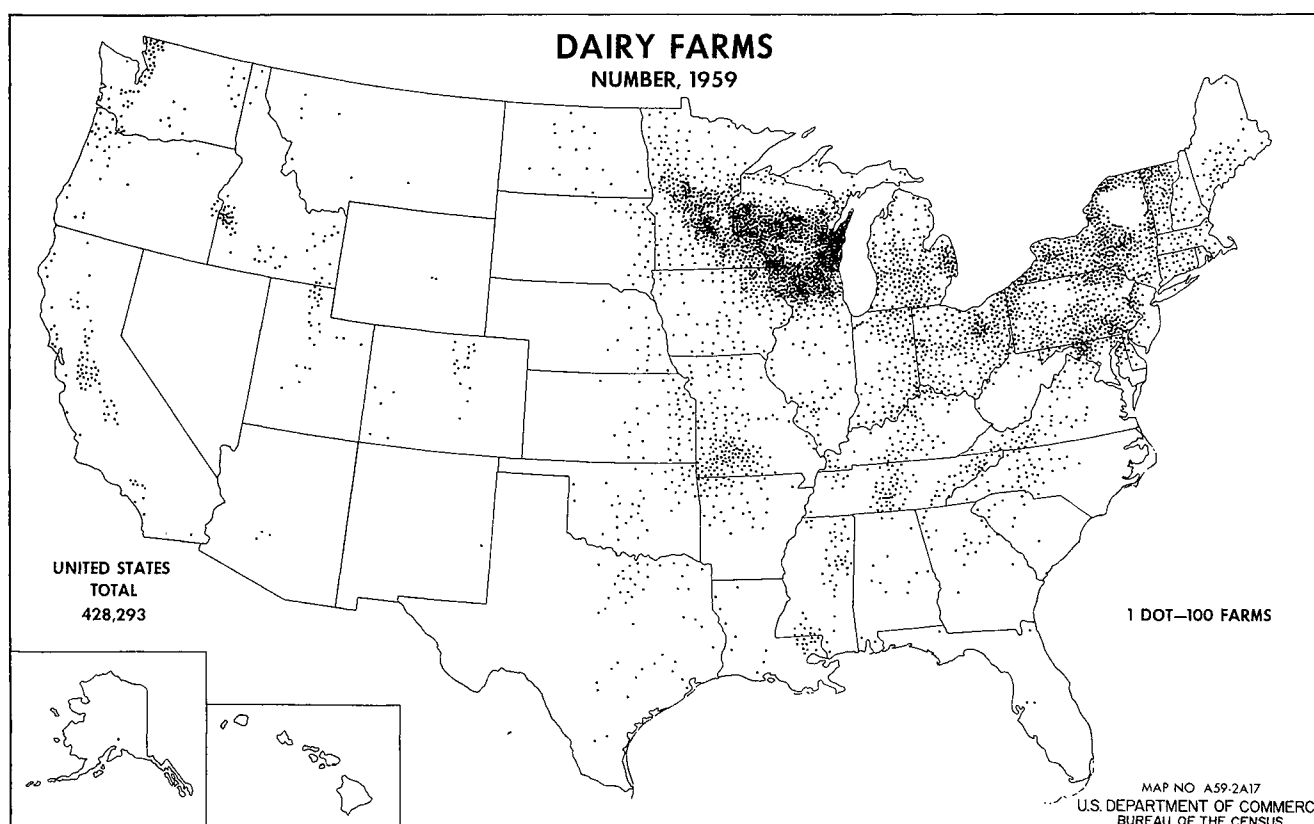 DAIRY FARMS
NUMBER, 1959
UNITED STATES
TOTAL
428,293
1 DOT—100 FARMS
MAP NO A59-2A17
U.S. DEPARTMENT OF COMMERC
BUREAU OF THE CENSUS